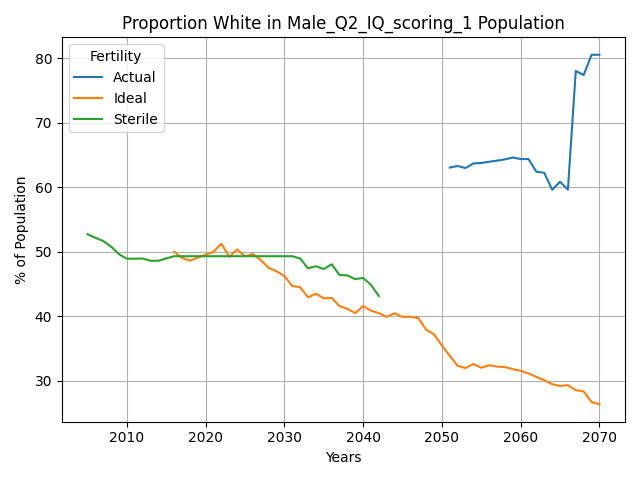 Proportion White in Male_Q2_IQ_scoring_1 Population
Fertility
Actual
Ideal
Sterile
% of Population
80
70
60
50
40
30
2010 2020 2030 2040 2050 2060 2070
Years